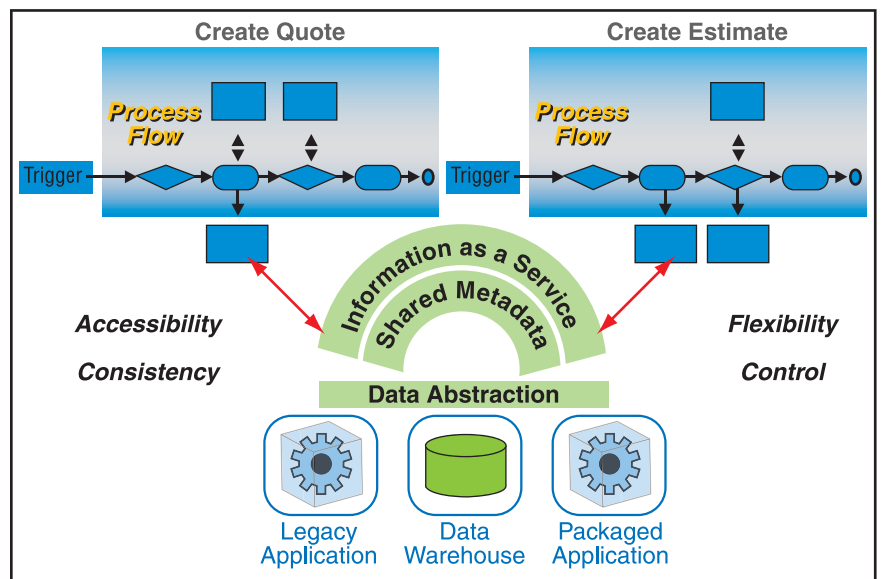 Create Quote
Create Estimate
Process
Flow
Process
Flow
Trigger
Trigger
Information as a Service
Shared Metadata
Accessibility
Flexibility
Consistency
Control
Data Abstraction
Legacy
Application
Data
Warehouse
Packaged
Application